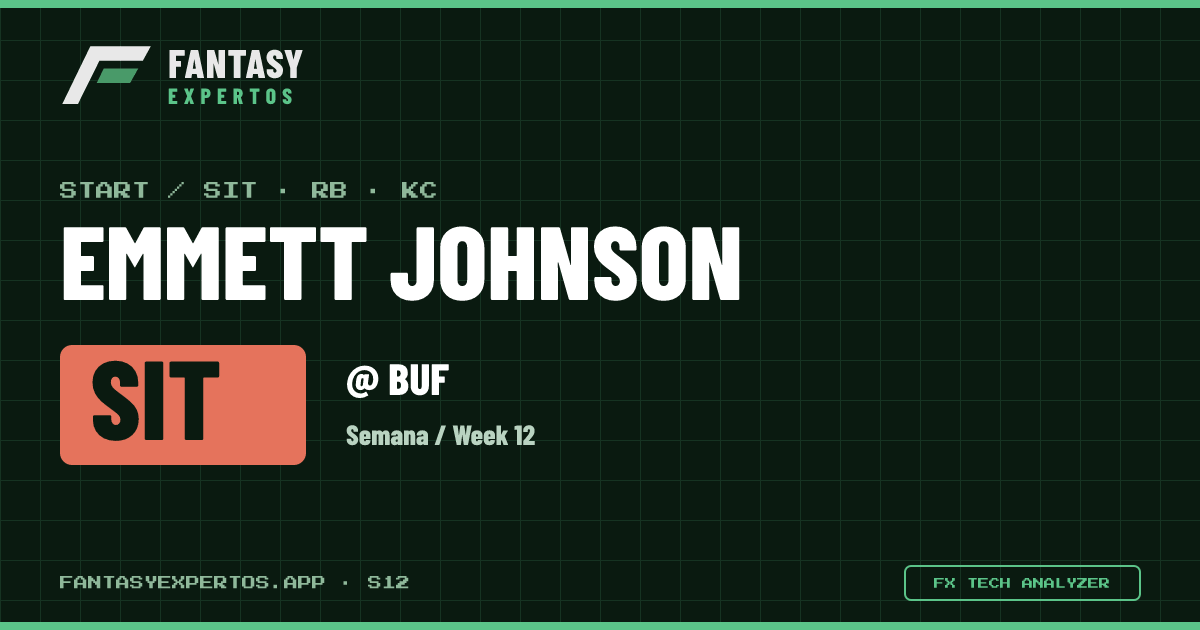 FANTASY
EXPERTOS
START / SIT · RB · KC
EMMETT JOHNSON
SIT
@ BUF
Semana / Week 12
FANTASYEXPERTOS.APP · S12
FX TECH ANALYZER